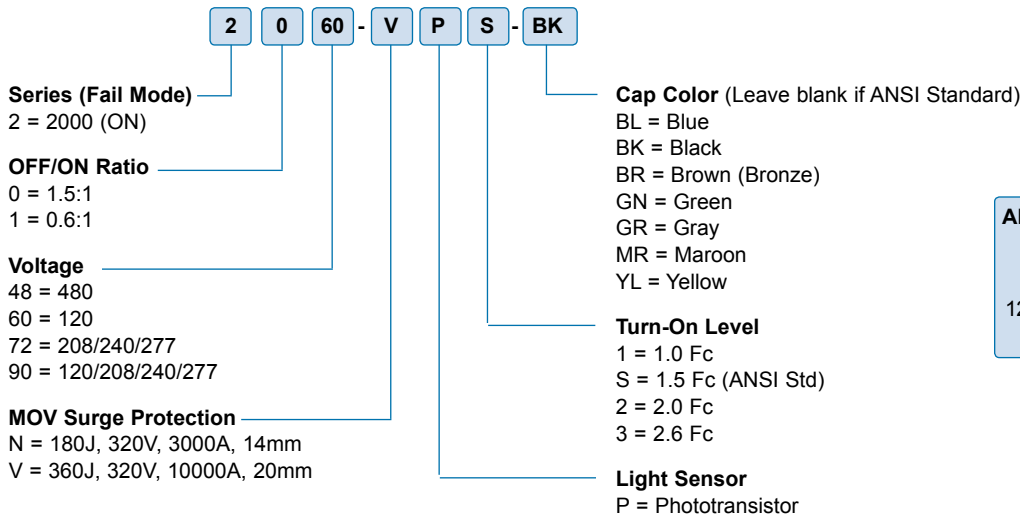 2 0 60 - V P S - BK
Series (Fail Mode)
2 = 2000 (ON)
OFF/ON Ratio
0 = 1.5:1
1 = 0.6:1
Voltage
48 = 480
60 = 120
72 = 208/240/277
90 = 120/208/240/277
MOV Surge Protection
N = 180J, 320V, 3000A, 14mm
V = 360J, 320V, 10000A, 20mm
Cap Color (Leave blank if ANSI Standard)
BL = Blue
BK = Black
BR = Brown (Bronze)
GN = Green
GR = Gray
MR = Maroon
YL = Yellow
Turn-On Level
1 = 1.0 Fc
S = 1.5 Fc (ANSI Std)
2 = 2.0 Fc
3 = 2.6 Fc
Light Sensor
P = Phototransistor